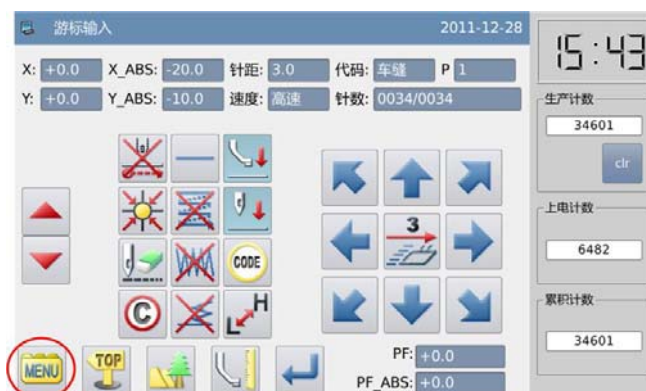 游标输入 2011-12-28
15:43
X: +0.0 X_ABS: -20.0 针距: 3.0 代码: 车缝 P 1
Y: +0.0 Y_ABS: -10.0 速度: 高速 针数: 0034/0034
生产计数
34601
clr
上电计数
6482
累积计数
34601
3
CODE
C
H
MENU
TOP
PF: +0.0
PF_ABS: +0.0